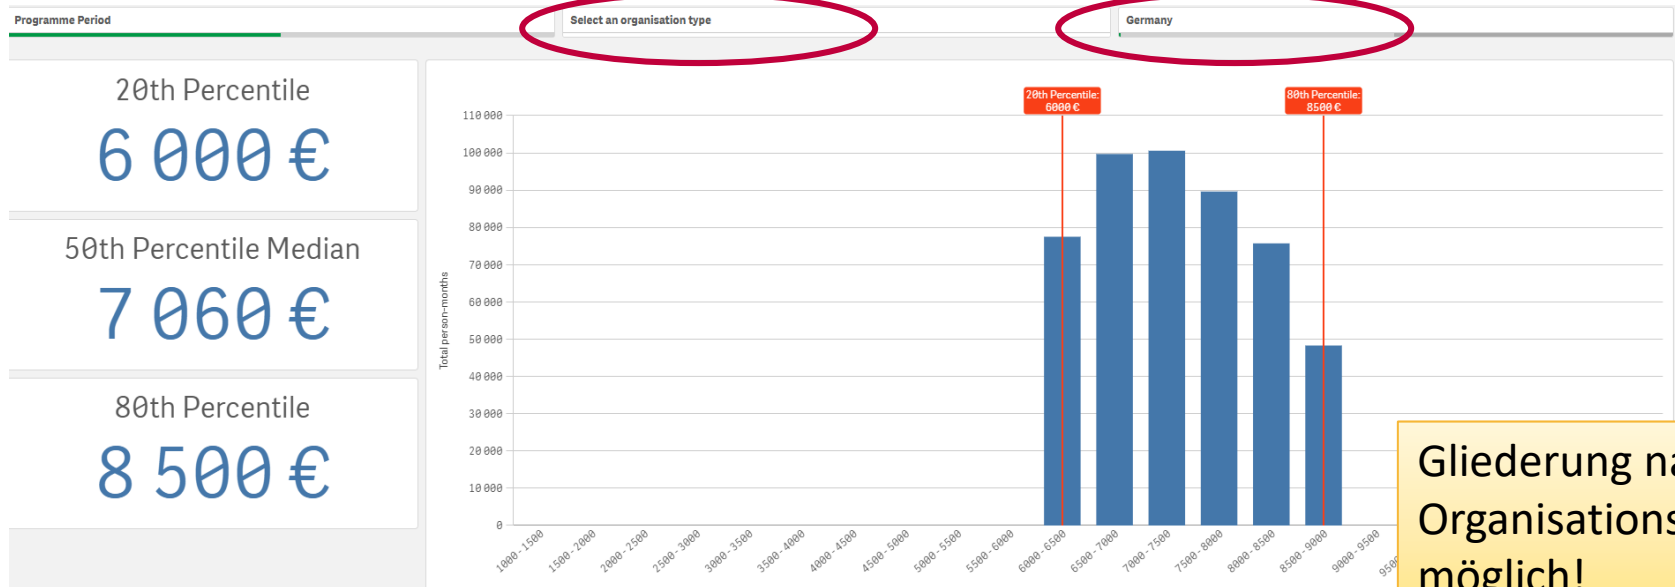 Programme Period
Select an organisation type
Germany
20th Percentile
6 000 €
50th Percentile Median
7 060 €
80th Percentile
8 500 €
20th Percentile:
6000 €
80th Percentile:
8500 €
Total person-months
110 000
100 000
90 000
80 000
70 000
60 000
50 000
40 000
30 000
20 000
10 000
0
1000-1500
1500-2000
2000-2500
2500-3000
3000-3500
3500-4000
4000-4500
4500-5000
5000-5500
5500-6000
6000-6500
6500-7000
7000-7500
7500-8000
8000-8500
8500-9000
9000-9500
Gliederung
möglich!